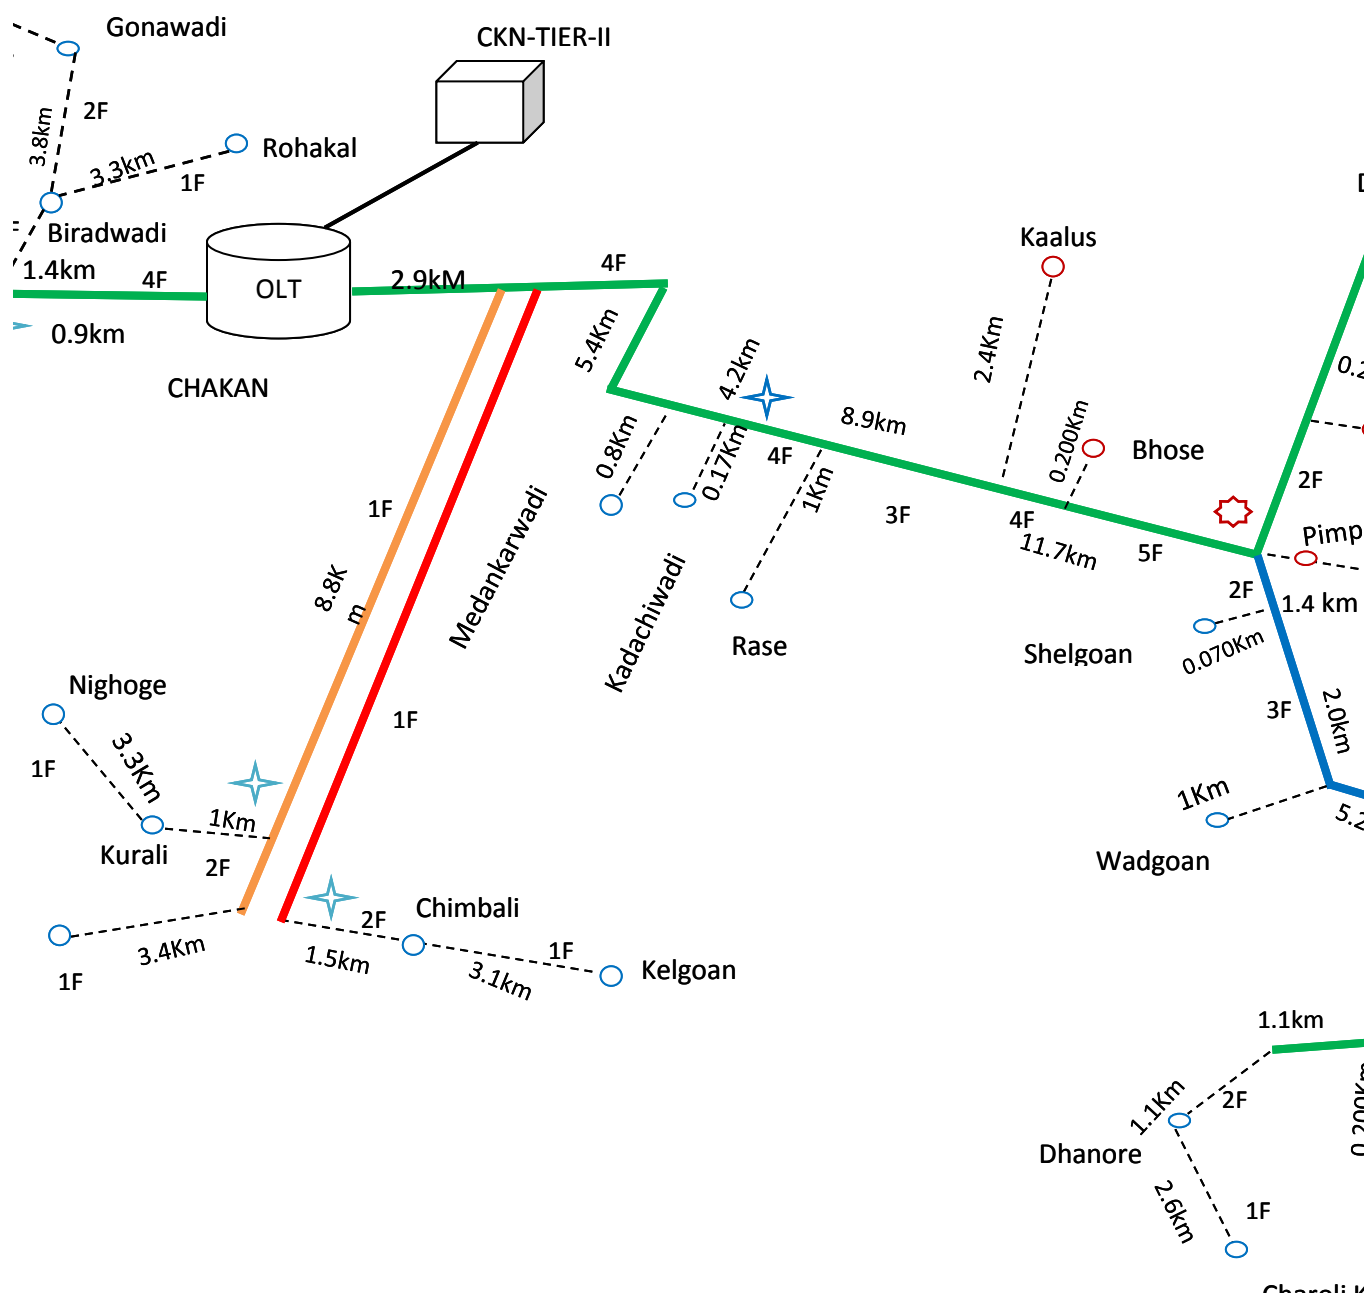 Gonawadi
CKN-TIER-II
2F
3.8km
3.3km
Rohakal
1F
Biradwadi
1.4km
4F
OLT
2.9kM
4F
0.9km
CHAKAN
5.4Km
4.2km
Kaalus
2.4Km
8.9km
0.200Km
Bhose
0.8Km
0.17Km
4F
1Km
3F
4F
11.7km
5F
2F
Pimp
1F
8.8K
m
Medankarwadi
Kadachiwadi
Rase
2F
1.4 km
Shelgoan
0.070Km
3F
2.0km
Nighoge
1F
3.3Km
1F
1Km
Kurali
2F
1Km
Wadgoan
5.2
Chimbali
2F
1.5km
1F
3.1km
Kelgoan
3.4Km
1F
1.1km
1.1Km
2F
0.200Km
Dhanore
2.6km
1F